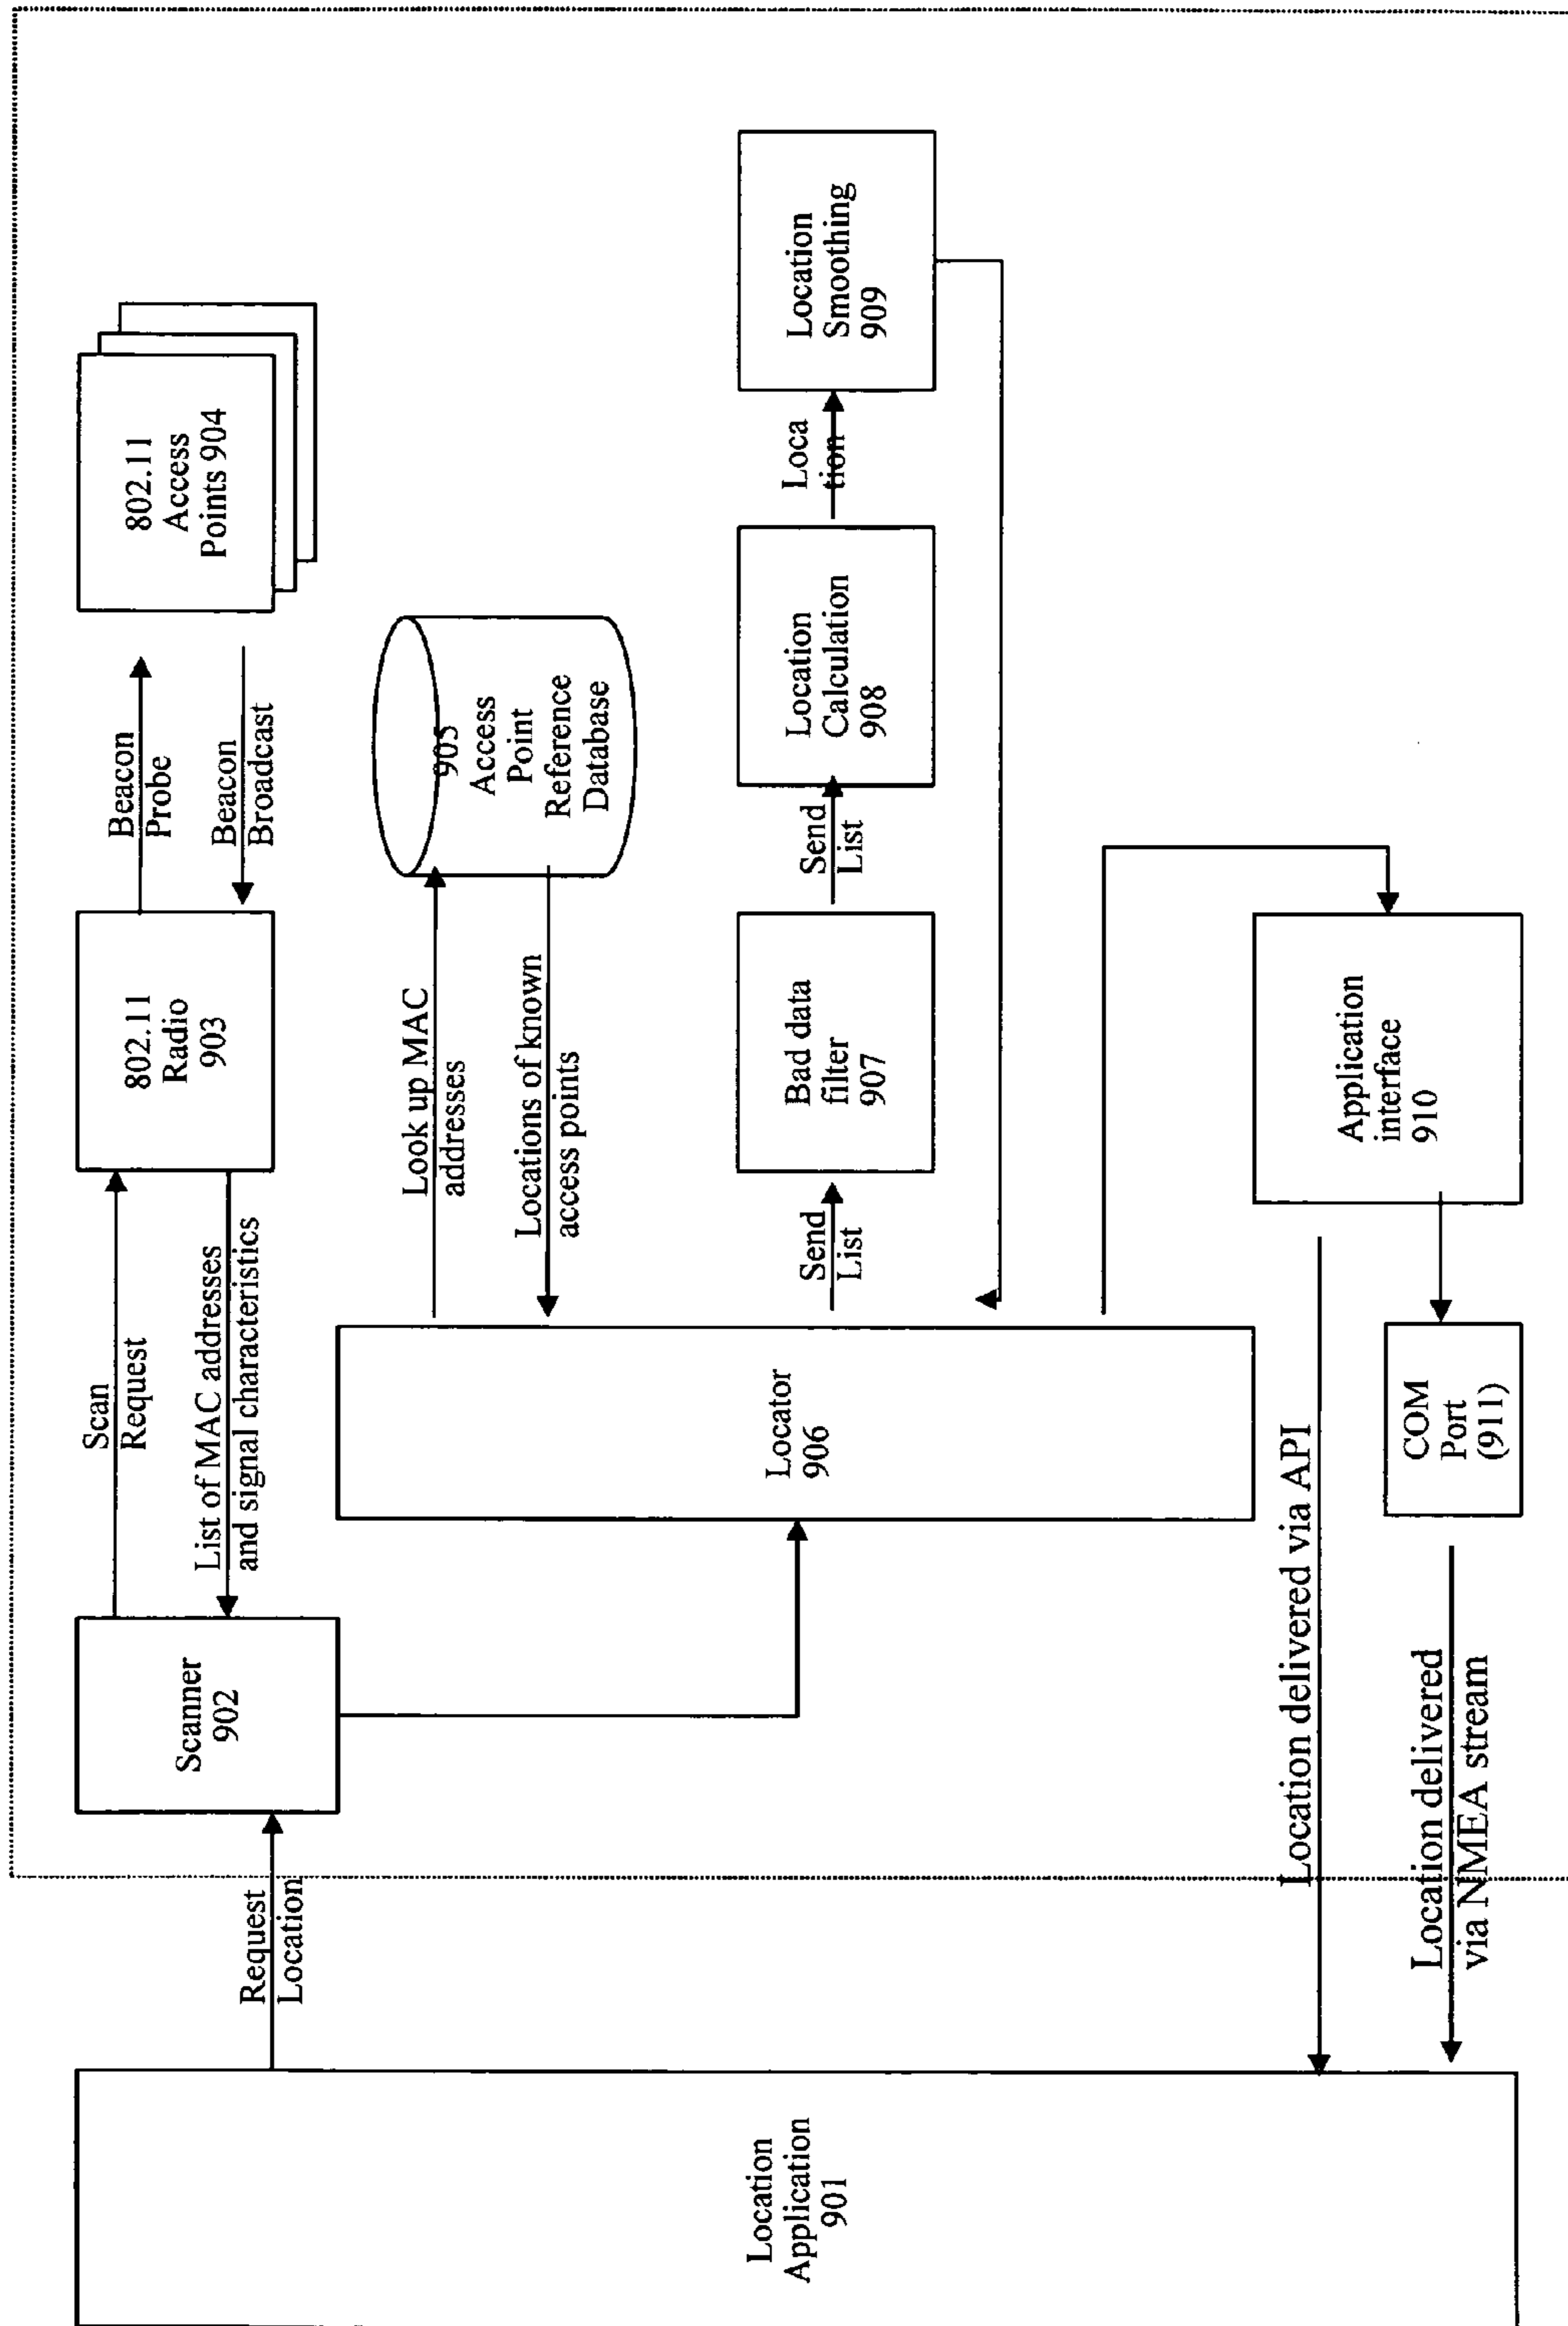 Location
Application
901
Request
Location
Scanner
902
Scan
Request
List of MAC addresses
and signal characteristics
802.11
Radio
903
Beacon
Probe
Beacon
Broadcast
802.11
Access
Points 904
Look up MAC
addresses
Locations of known
access points
905
Access
Point
Reference
Database
Locator
906
Send
List
Bad data
filter
907
Send
List
Location
Calculation
908
Loca
tion
Location
Smoothing
909
Application
interface
910
COM
Port
(911)
Location delivered via API
Location delivered
via NMEA stream